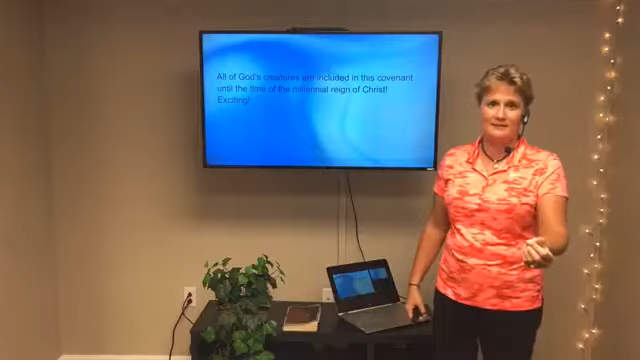 All of God's creatures are included in this covenant
until the time of the millennial reign of Christ!
Exciting!